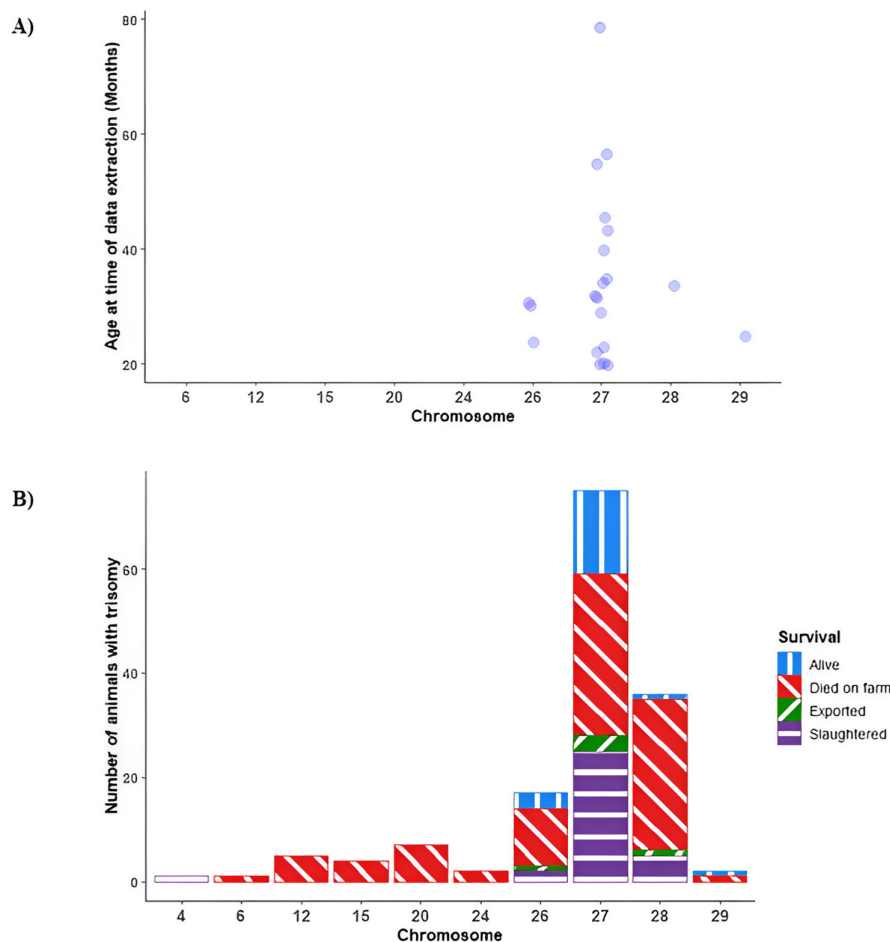 A)
Age at time of data extraction (Months)
80
60
40
20
6 12 15 20 24 26 27 28 29
Chromosome
B)
Number of animals with trisomy
60
40
20
0
4 6 12 15 20 24 26 27 28 29
Chromosome
Survival
Alive
Died on farm
Exported
Slaughtered